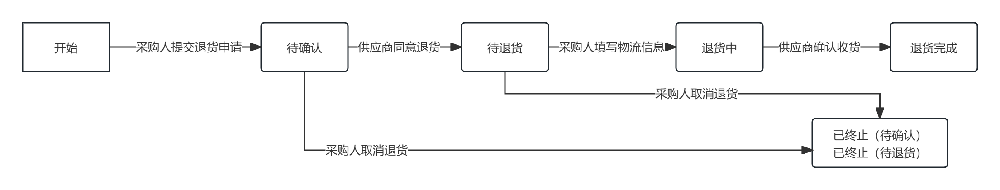 开始
采购人提交退货申请
待确认
供应商同意退货
待退货
采购人填写物流信息
退货中
供应商确认收货
退货完成
采购人取消退货
采购人取消退货
已终止（待确认）
已终止（待退货）